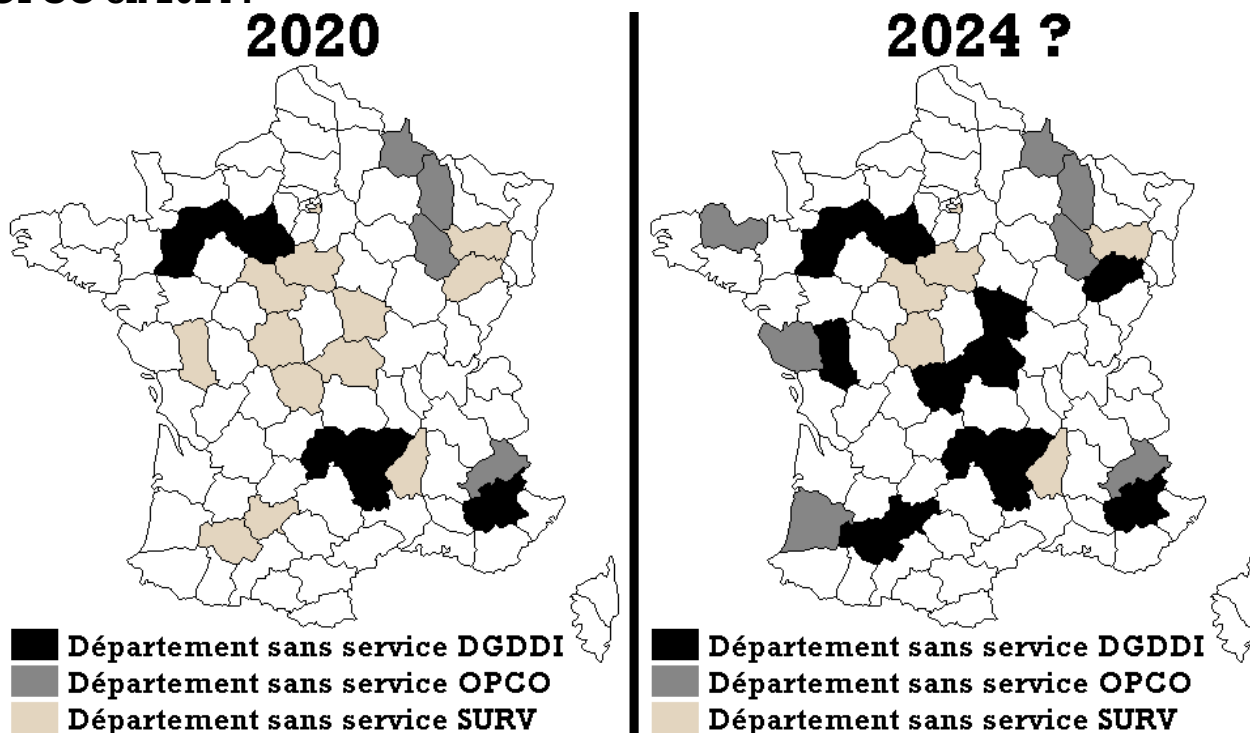 2020
2024 ?
Département sans service DGDDI
Département sans service OPCO
Département sans service SURV
Département sans service DGDDI
Département sans service OPCO
Département sans service SURV